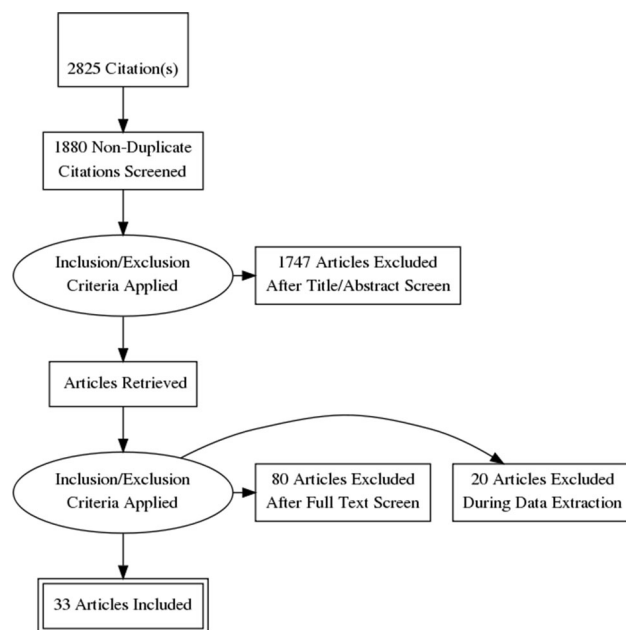 2825 Citation(s)
1880 Non-Duplicate
Citations Screened
Inclusion/Exclusion
Criteria Applied
1747 Articles Excluded
After Title/Abstract Screen
Articles Retrieved
Inclusion/Exclusion
Criteria Applied
80 Articles Excluded
After Full Text Screen
20 Articles Excluded
During Data Extraction
33 Articles Included